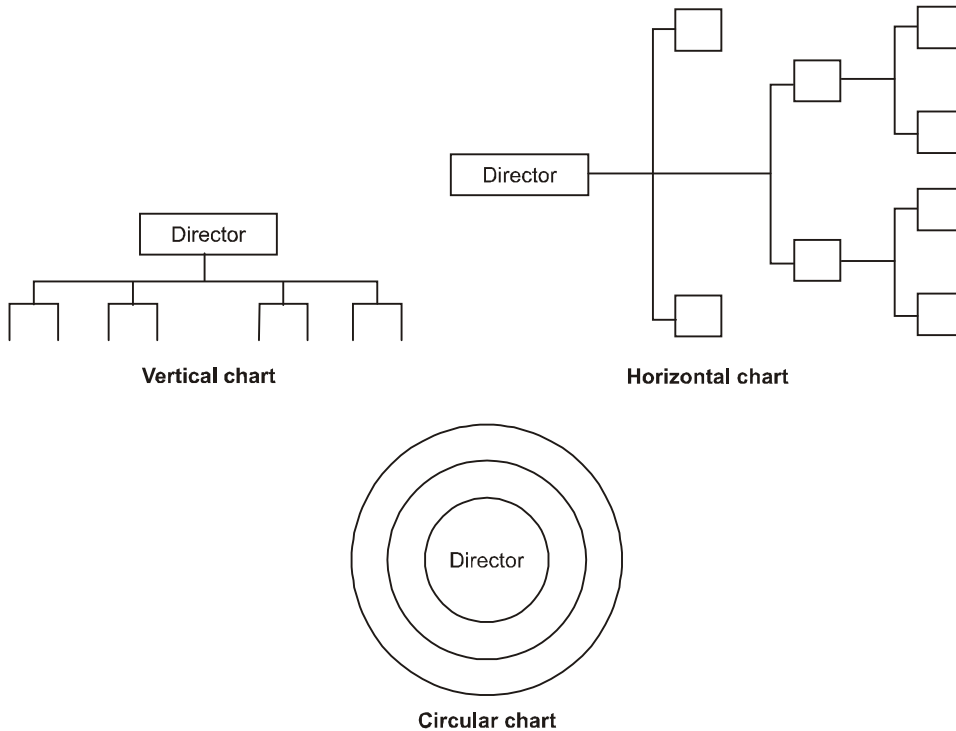 Director
Vertical chart
Director
Horizontal chart
Director
Circular chart